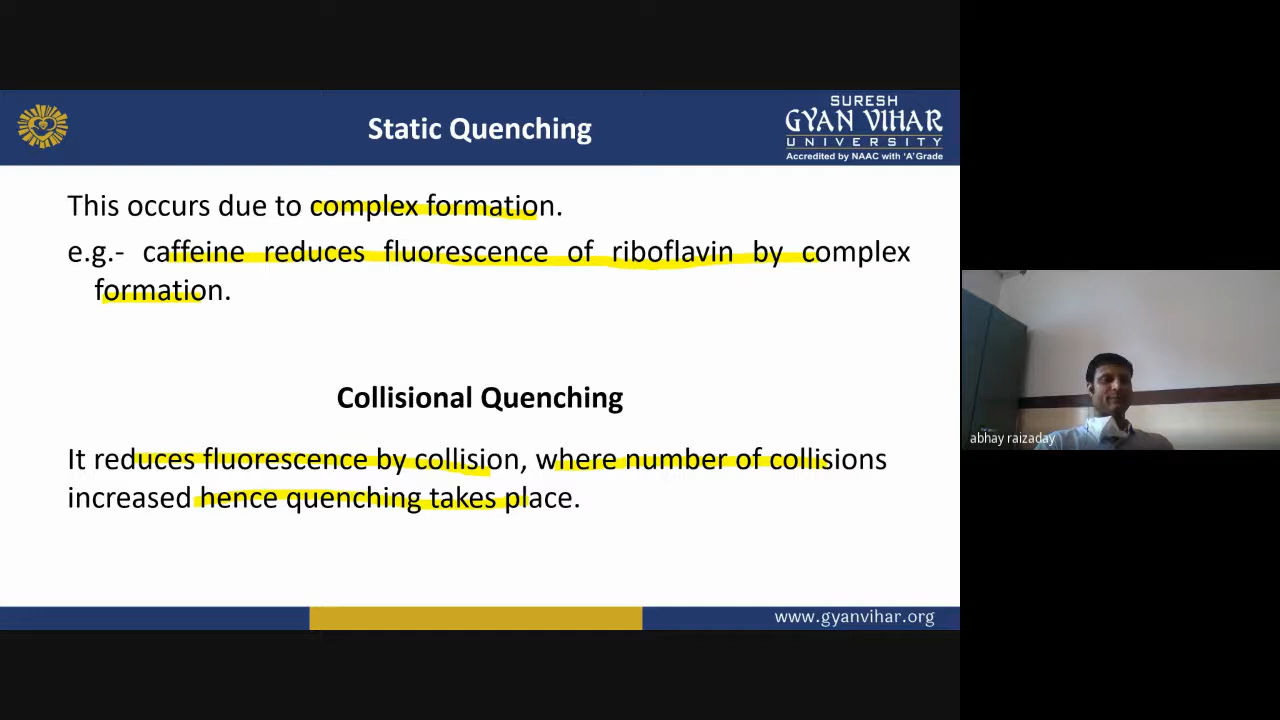 Static Quenching
SURESH
GYAN VIHAR
UNIVERSITY
Accredited by NAAC with 'A' Grade
This occurs due to complex formation.
e.g.- caffeine reduces fluorescence of riboflavin by complex
formation.
Collisional Quenching
It reduces fluorescence by collision, where number of collisions
increased hence quenching takes place.
abhay raizaday
www.gyanvihar.org